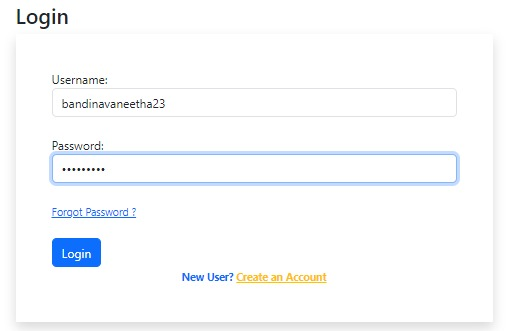 Login
Username:
bandinavaneetha23
Password:
•••••••••
Forgot Password ?
Login
New User? Create an Account